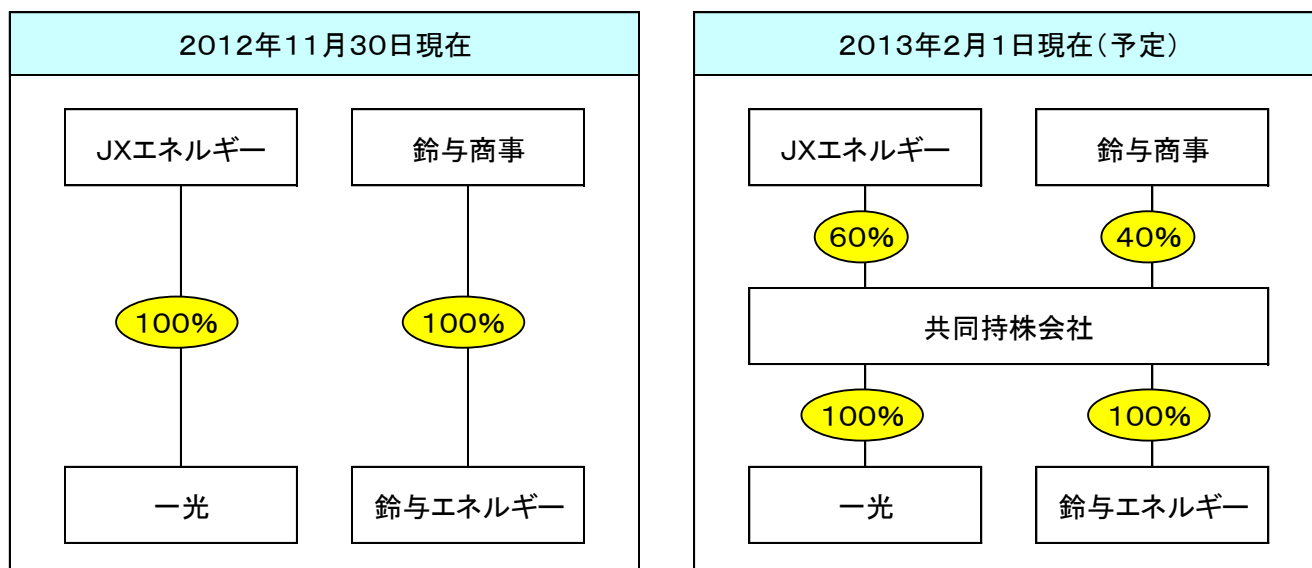 2012年11月30日現在
JXエネルギー
鈴与商事
100%
100%
一光
鈴与エネルギー
2013年2月1日現在(予定)
JXエネルギー
鈴与商事
60%
40%
共同持株会社
100%
100%
一光
鈴与エネルギー